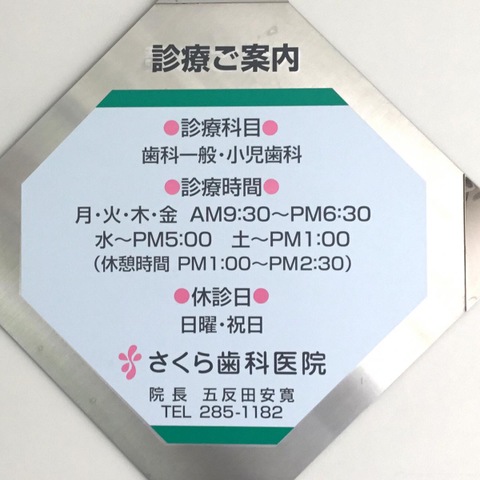 診療ご案内
●診療科目●
歯科一般・小児歯科
●診療時間●
月・火・木・金 AM9:30～PM6:30
水～PM5:00 土～PM1:00
（休憩時間 PM1:00～PM2:30）
●休診日●
日曜・祝日
さくら歯科医院
院長 五反田安寛
TEL 285-1182